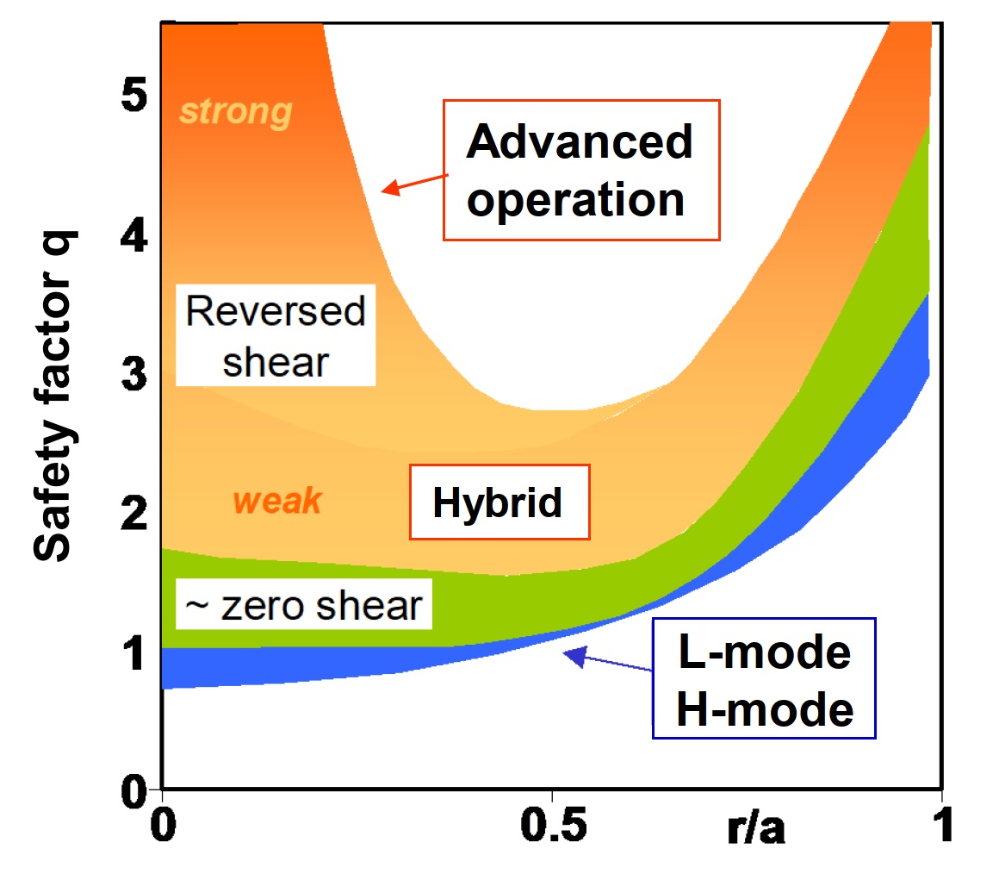 Safety factor q
5
4
3
2
1
0
strong
Advanced
operation
Reversed
shear
weak
Hybrid
~ zero shear
L-mode
H-mode
0
0.5
r/a
1